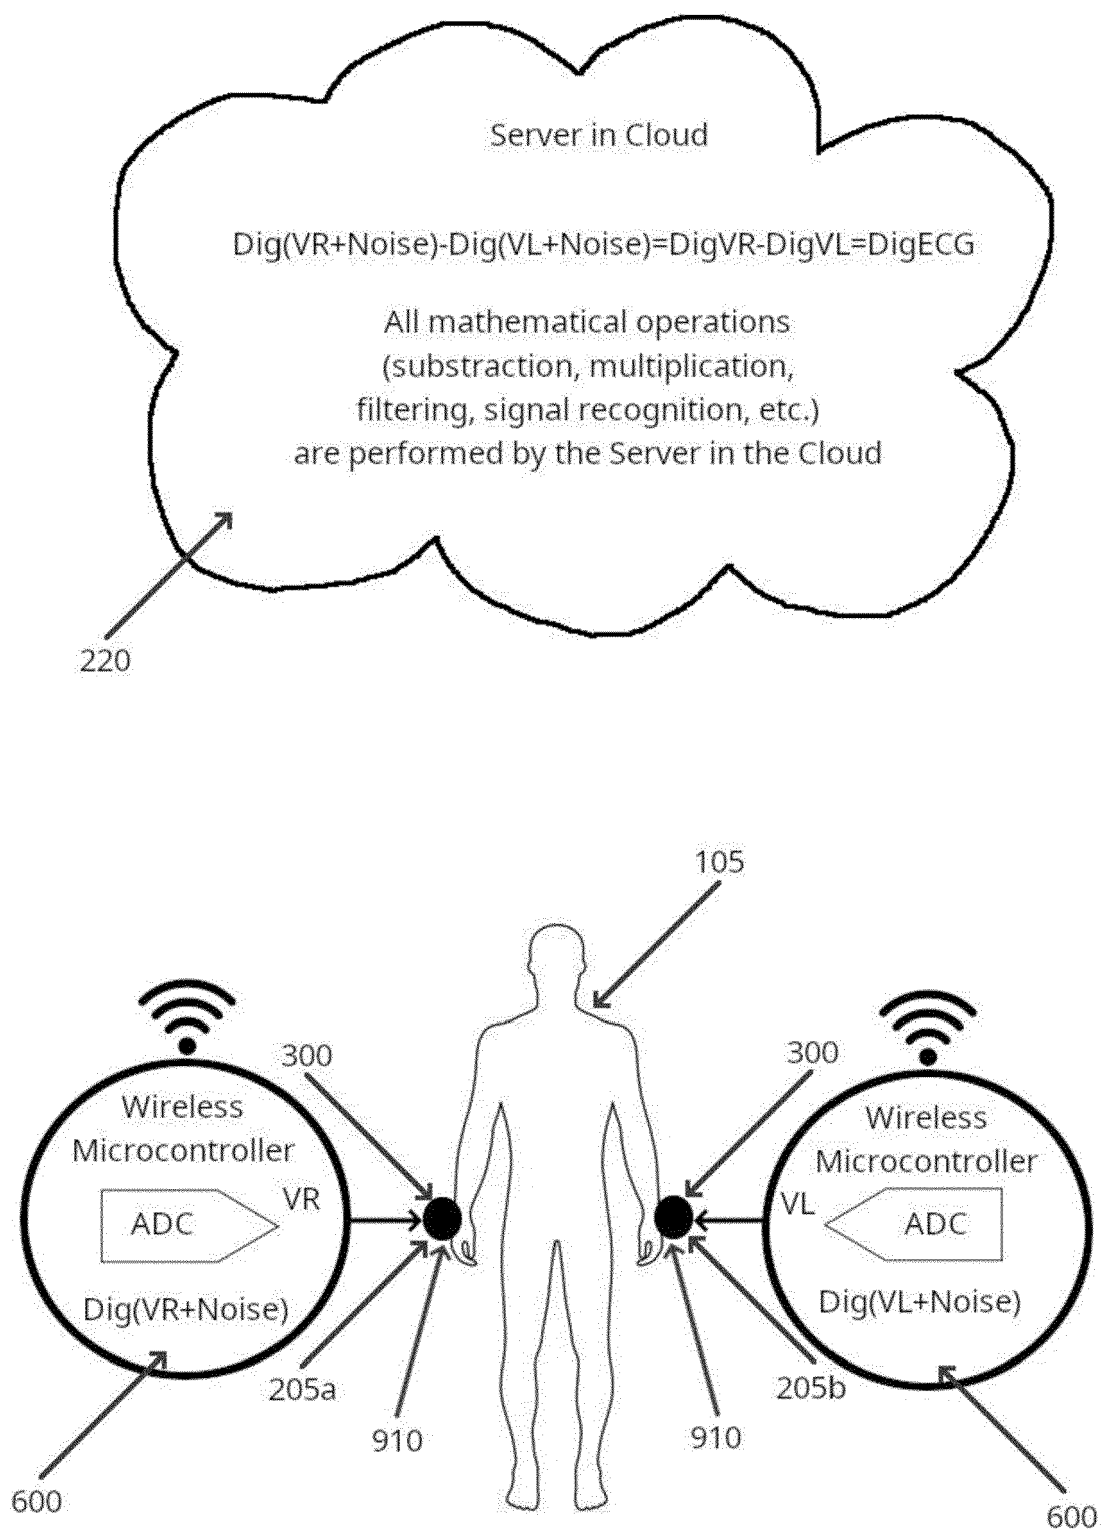 Server in Cloud
Dig(VR+Noise)-Dig(VL+Noise)=DigVR-DigVL=DigECG
All mathematical operations
(substraction, multiplication,
filtering, signal recognition, etc.)
are performed by the Server in the Cloud
220
105
300
300
Wireless
Microcontroller
VR
ADC
Dig(VR+Noise)
Wireless
Microcontroller
VL
ADC
Dig(VL+Noise)
205a
205b
910
910
600
600